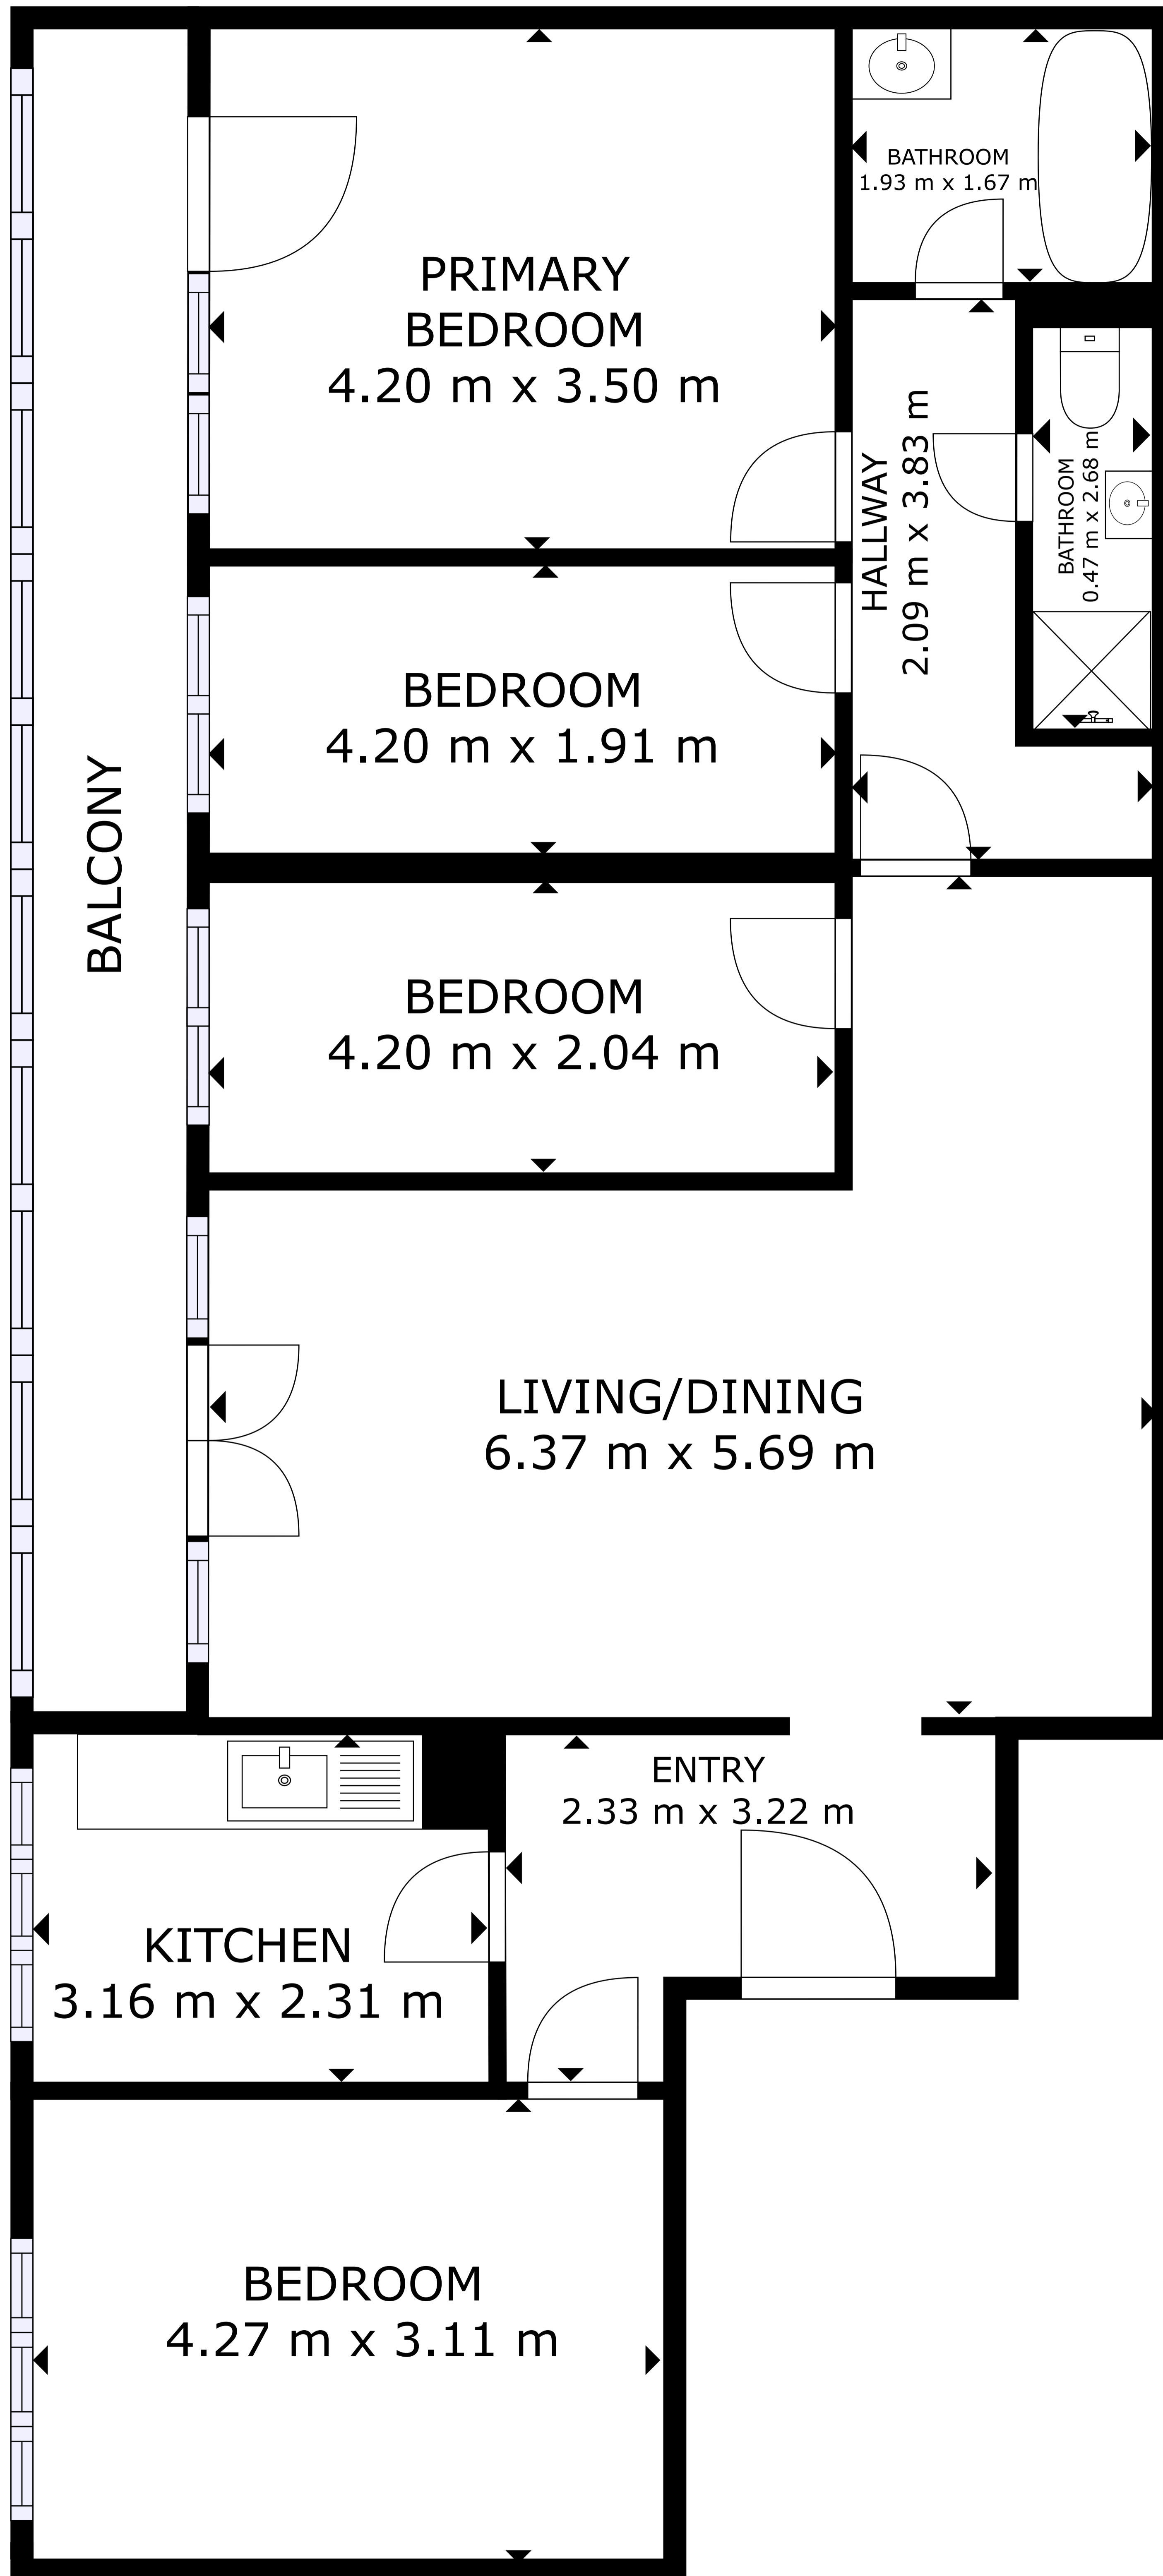 BATHROOM
1.93 m x 1.67 m
PRIMARY
BEDROOM
4.20 m x 3.50 m
HALLWAY
2.09 m x 3.83 m
BATHROOM
0.47 m x 2.68 m
BEDROOM
4.20 m x 1.91 m
BALCONY
BEDROOM
4.20 m x 2.04 m
LIVING/DINING
6.37 m x 5.69 m
ENTRY
2.33 m x 3.22 m
KITCHEN
3.16 m x 2.31 m
BEDROOM
4.27 m x 3.11 m